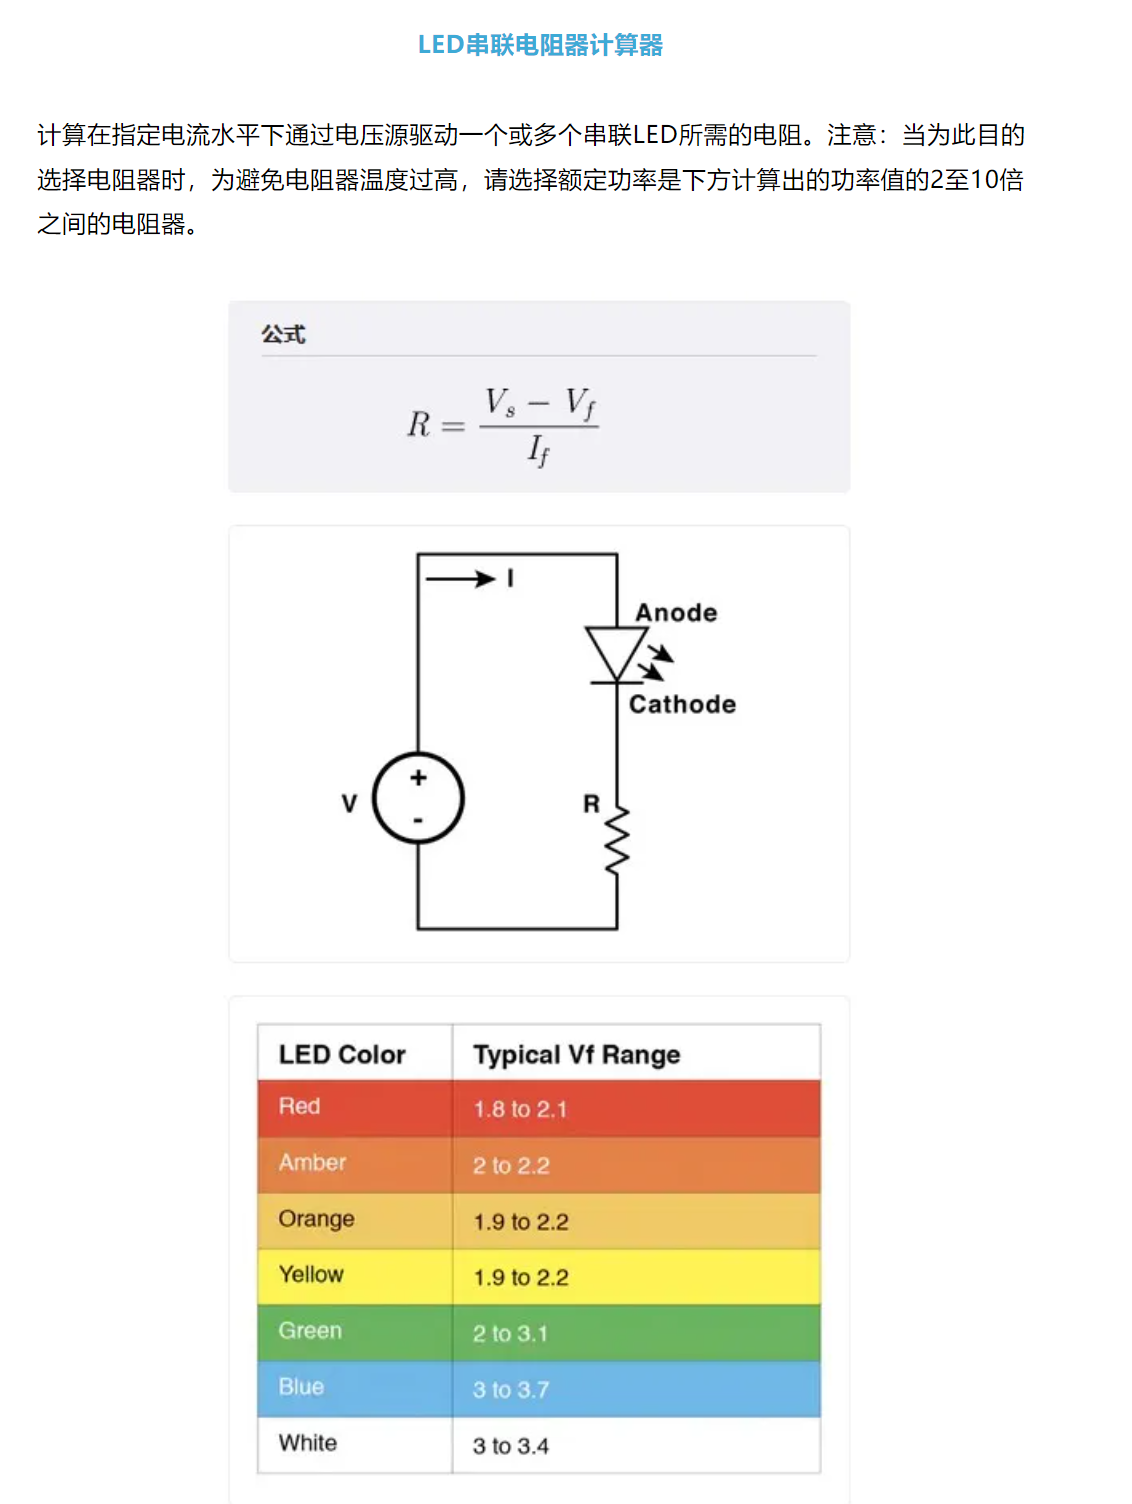 LED串联电阻器计算器
计算在指定电流水平下通过电压源驱动一个或多个串联LED所需的电阻。注意：当为此目的
选择电阻器时，为避免电阻器温度过高，请选择额定功率是下方计算出的功率值的2至10倍
之间的电阻器。
公式
R = \frac{V_s - V_f}{I_f}
I
Anode
Cathode
+
V
R
-
LED Color Typical Vf Range
Red 1.8 to 2.1
Amber 2 to 2.2
Orange 1.9 to 2.2
Yellow 1.9 to 2.2
Green 2 to 3.1
Blue 3 to 3.7
White 3 to 3.4